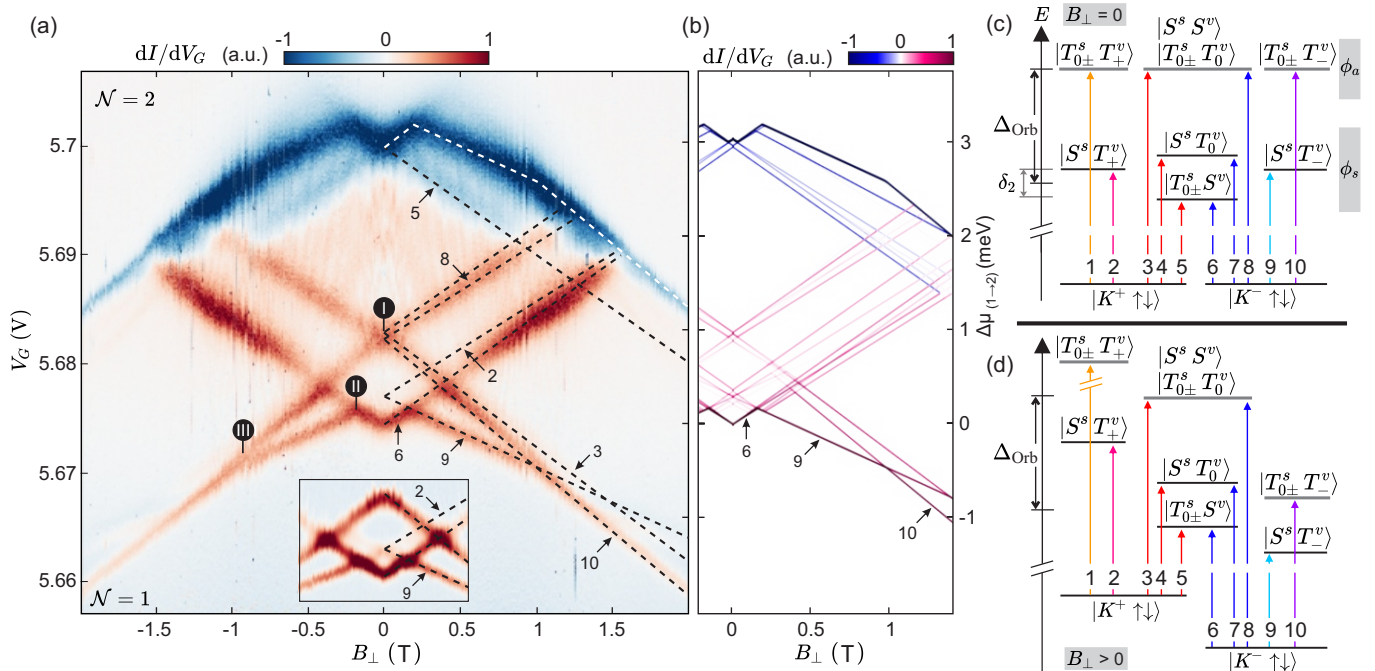 (a)
dI/dV_G (a.u.)
-1 0 1
𝒩 = 2
5.7
5.69
5.68
5.67
5.66
V_G (V)
I
II
III
5
8
2
6
9
3
10
2
9
𝒩 = 1
-1.5 -1 -0.5 0 0.5 1 1.5
B_⊥ (T)
(b)
dI/dV_G (a.u.)
-1 0 1
3
2
1
0
-1
Δμ (1→2) (meV)
6
9
10
0 0.5 1
B_⊥ (T)
(c)
E B_⊥ = 0
|S^s S^v⟩
|T^s_0± T^v_+⟩ |T^s_0± T^v_0⟩ |T^s_0± T^v_-⟩
ϕ_a
Δ_Orb
|S^s T^v_+⟩ |S^s T^v_0⟩ |S^s T^v_-⟩
|T^s_0± S^v⟩
δ_2
ϕ_s
1 2 3 4 5 6 7 8 9 10
|K^+ ↑↓⟩ |K^- ↑↓⟩
(d)
|T^s_0± T^v_+⟩
|S^s S^v⟩
|T^s_0± T^v_0⟩
Δ_Orb
|S^s T^v_+⟩
|S^s T^v_0⟩
|T^s_0± S^v⟩
|T^s_0± T^v_-⟩
|S^s T^v_-⟩
1 2 3 4 5
|K^+ ↑↓⟩
6 7 8 9 10
|K^- ↑↓⟩
B_⊥ > 0